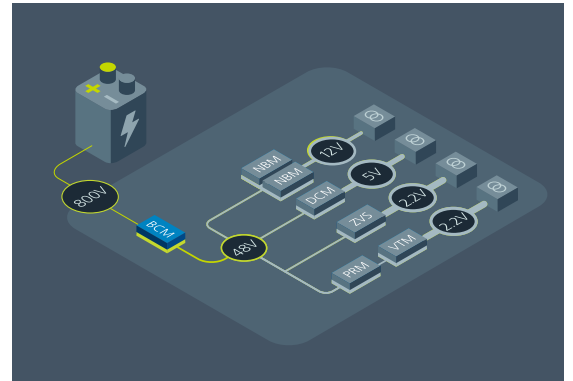 800V
BCM
48V
NBM
NBM
12V
DCM
5V
ZVS
2.2V
PRM
VTM
2.2V